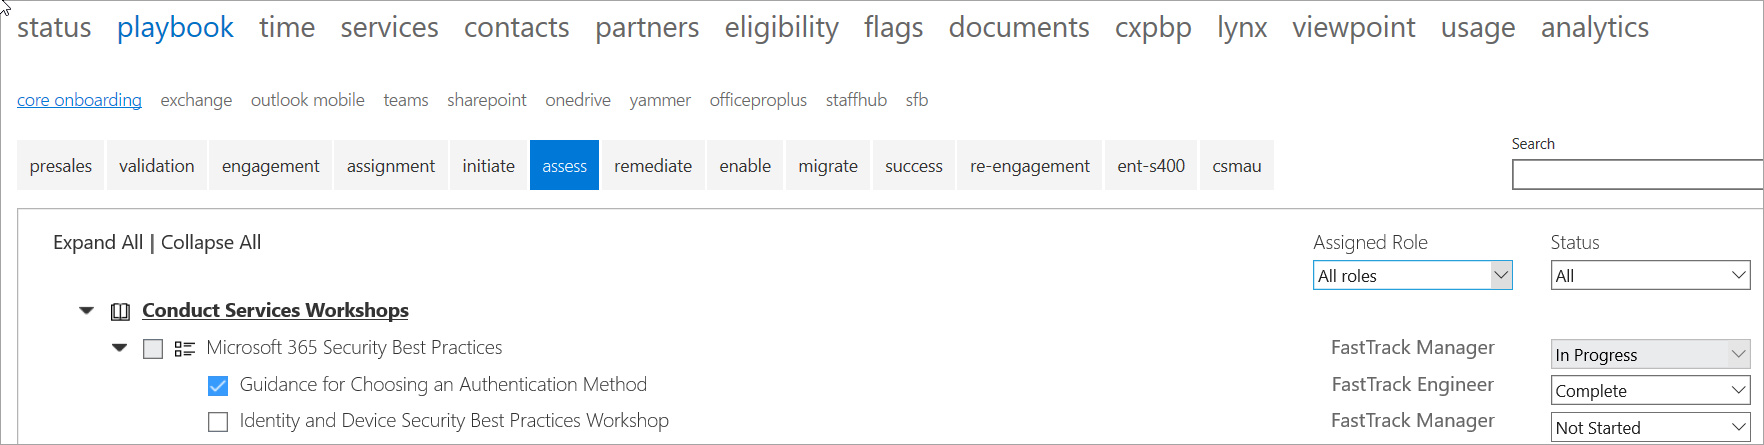 status playbook time services contacts partners eligibility flags documents cxpbp lynx viewpoint usage analytics
core onboarding exchange outlook mobile teams sharepoint onedrive yammer officeproplus staffhub sfb
presales validation engagement assignment initiate assess remediate enable migrate success re-engagement ent-s400 csmau
Search
Expand All | Collapse All Assigned Role Status
All roles All
Conduct Services Workshops
Microsoft 365 Security Best Practices FastTrack Manager In Progress
Guidance for Choosing an Authentication Method FastTrack Engineer Complete
Identity and Device Security Best Practices Workshop FastTrack Manager Not Started